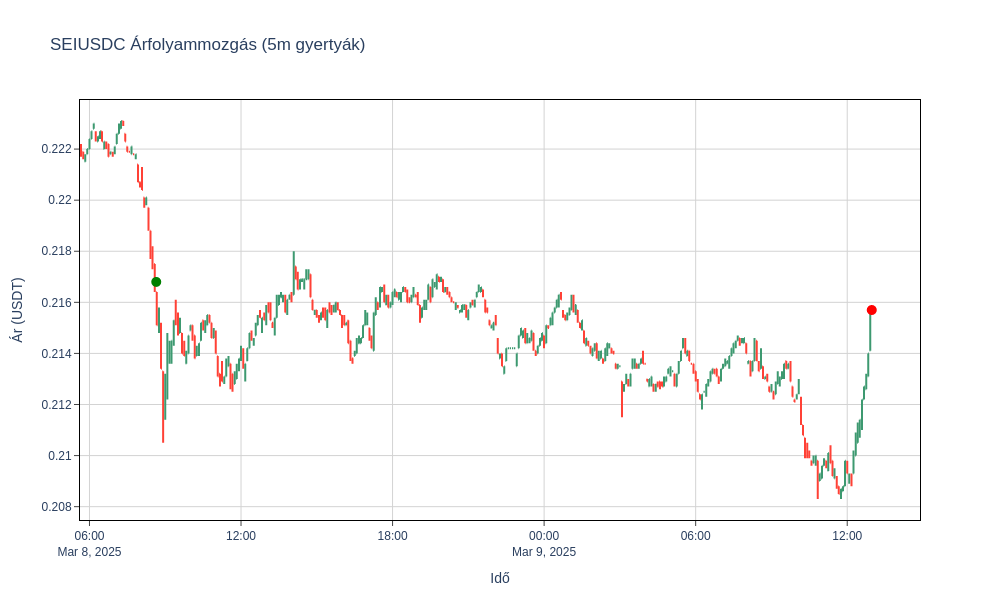 SEIUSDC Árfolyammozgás (5m gyertyák)
Ár (USDT)
0.222
0.22
0.218
0.216
0.214
0.212
0.21
0.208
06:00 12:00 18:00 00:00 06:00 12:00
Mar 8, 2025 Mar 9, 2025
Idő